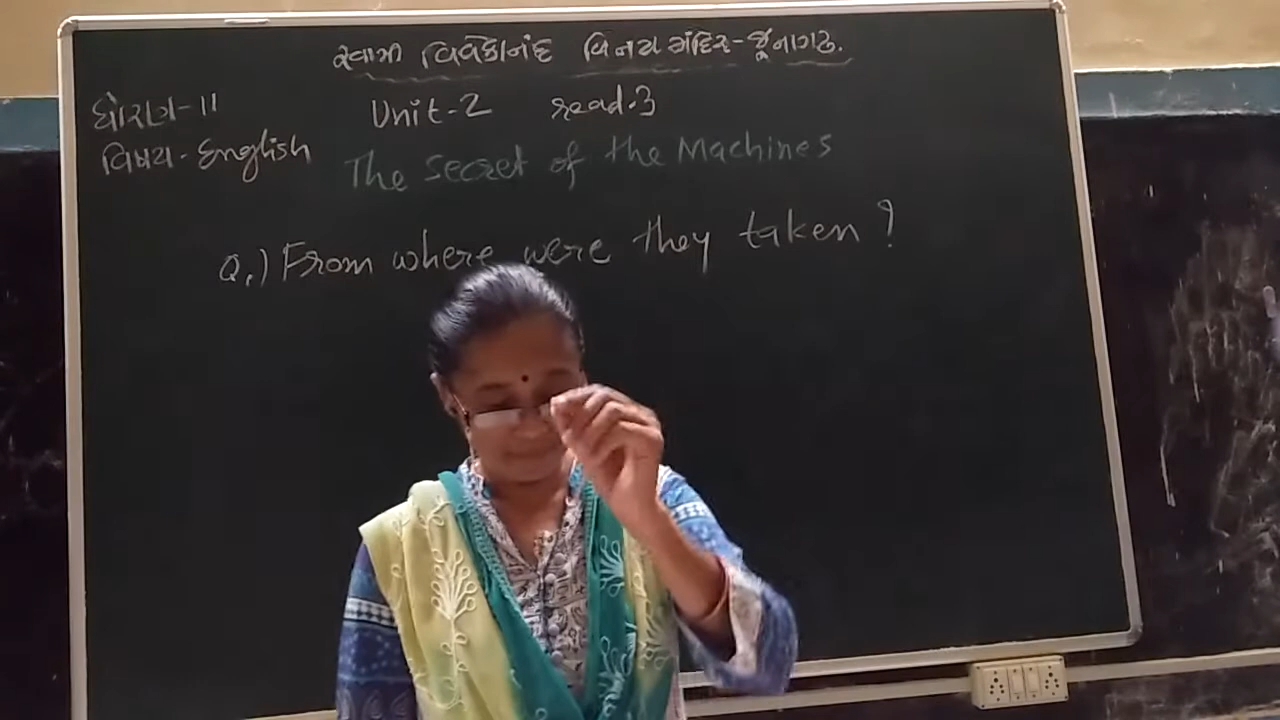 સ્વામી વિવેકાનંદ વિનય મંદિર-જૂનાગઢ.
ધોરણ-11
Unit-2 read.3
વિષય-English
The Secret of the Machines
Q.) From where were they taken?